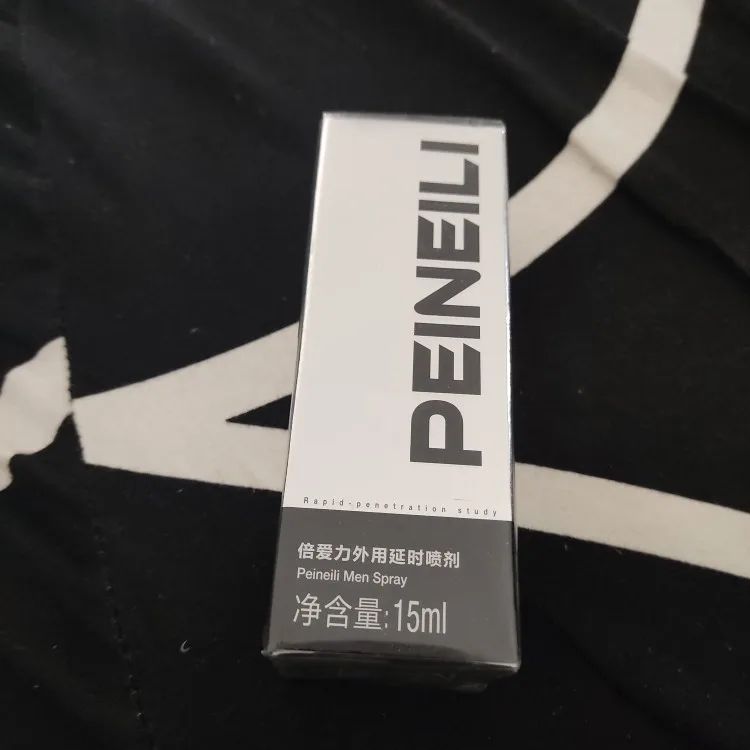 PEINEILI
Rapid-penetration study
倍爱力外用延时喷剂
Peineili Men Spray
净含量:15ml